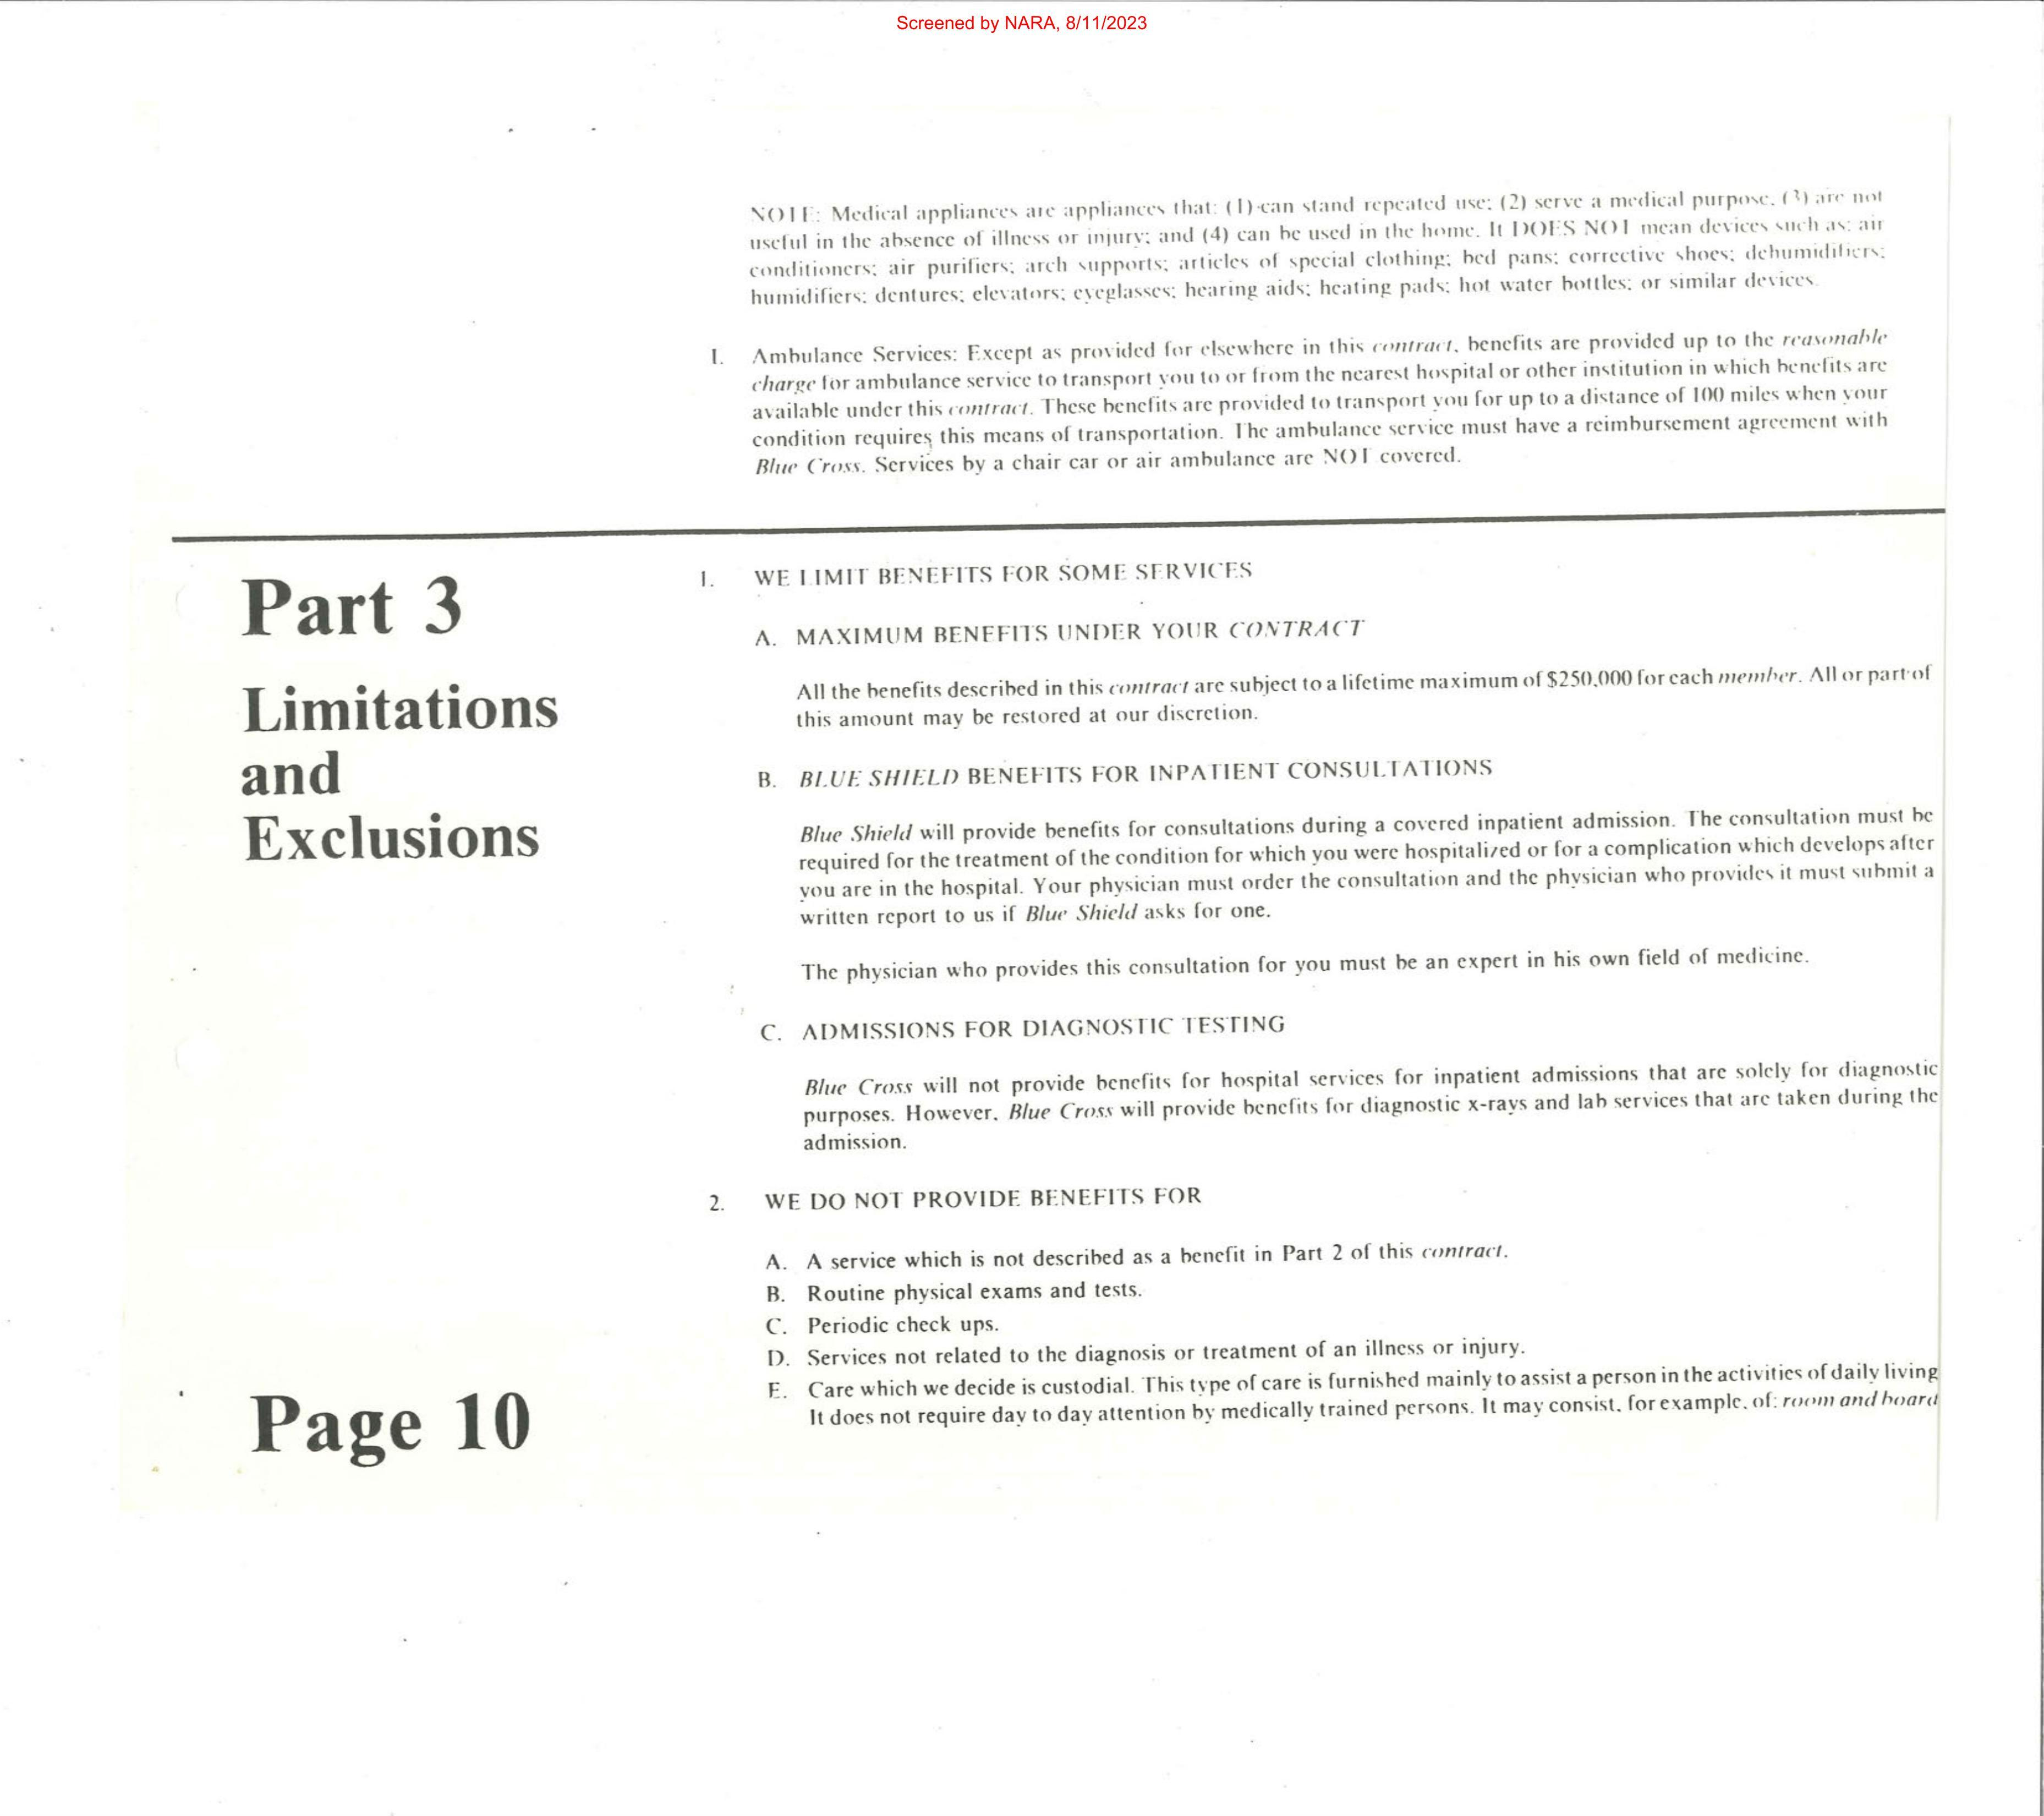 Screened by NARA, 8/11/2023
NOTE: Medical appliances are appliances that: (1) can stand repeated use; (2) serve a medical purpose, (3) are not
useful in the absence of illness or injury; and (4) can be used in the home. It DOES NOT mean devices such as: air
conditioners; air purifiers; arch supports; articles of special clothing; bed pans; corrective shoes; dehumidifiers;
humidifiers; dentures; elevators; eyeglasses; hearing aids; heating pads; hot water bottles; or similar devices.
I. Ambulance Services: Except as provided for elsewhere in this contract, benefits are provided up to the reasonable
charge for ambulance service to transport you to or from the nearest hospital or other institution in which benefits are
available under this contract. These benefits are provided to transport you for up to a distance of 100 miles when your
condition requires this means of transportation. The ambulance service must have a reimbursement agreement with
Blue Cross. Services by a chair car or air ambulance are NOT covered.
Part 3
Limitations
and
Exclusions
1. WE LIMIT BENEFITS FOR SOME SERVICES
A. MAXIMUM BENEFITS UNDER YOUR CONTRACT
All the benefits described in this contract are subject to a lifetime maximum of $250,000 for each member. All or part of
this amount may be restored at our discretion.
B. BLUE SHIELD BENEFITS FOR INPATIENT CONSULTATIONS
Blue Shield will provide benefits for consultations during a covered inpatient admission. The consultation must be
required for the treatment of the condition for which you were hospitalized or for a complication which develops after
you are in the hospital. Your physician must order the consultation and the physician who provides it must submit a
written report to us if Blue Shield asks for one.
The physician who provides this consultation for you must be an expert in his own field of medicine.
C. ADMISSIONS FOR DIAGNOSTIC TESTING
Blue Cross will not provide benefits for hospital services for inpatient admissions that are solely for diagnostic
purposes. However, Blue Cross will provide benefits for diagnostic x-rays and lab services that are taken during the
admission.
2. WE DO NOT PROVIDE BENEFITS FOR
A. A service which is not described as a benefit in Part 2 of this contract.
B. Routine physical exams and tests.
C. Periodic check ups.
D. Services not related to the diagnosis or treatment of an illness or injury.
E. Care which we decide is custodial. This type of care is furnished mainly to assist a person in the activities of daily living
It does not require day to day attention by medically trained persons. It may consist, for example, of: room and board
Page 10